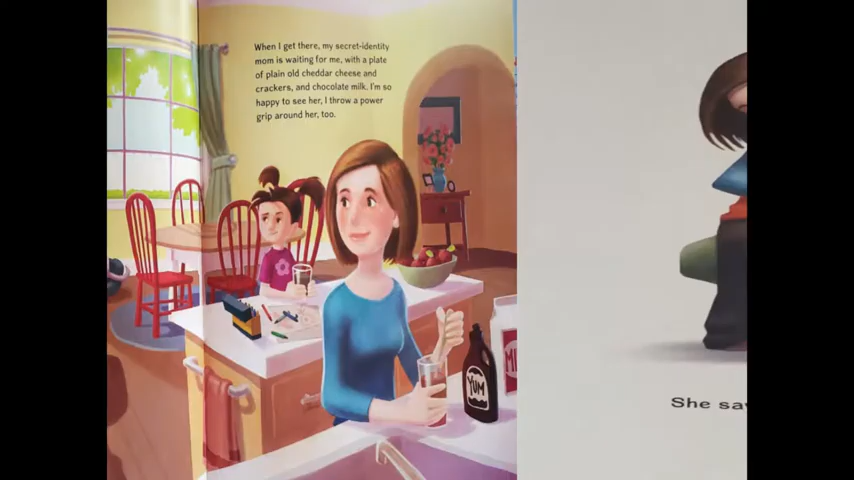 When I get there, my secret-identity
mom is waiting for me, with a plate
of plain old cheddar cheese and
crackers, and chocolate milk. I'm so
happy to see her, I throw a power
grip around her, too.
YUM
She